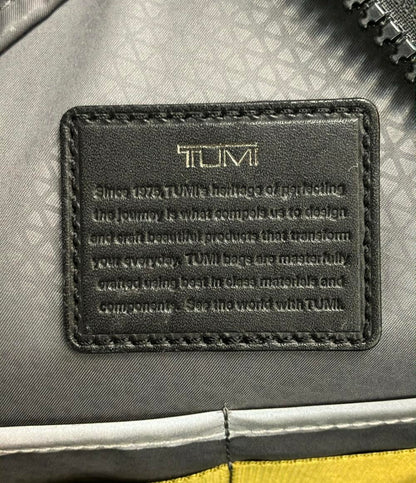 TUMI
Since 1975, TUMI's heritage of perfecting
the journey is what compels us to design
and craft beautiful products that transform
your everyday. TUMI bags are masterfully
crafted using best in class materials and
components. See the world with TUMI.